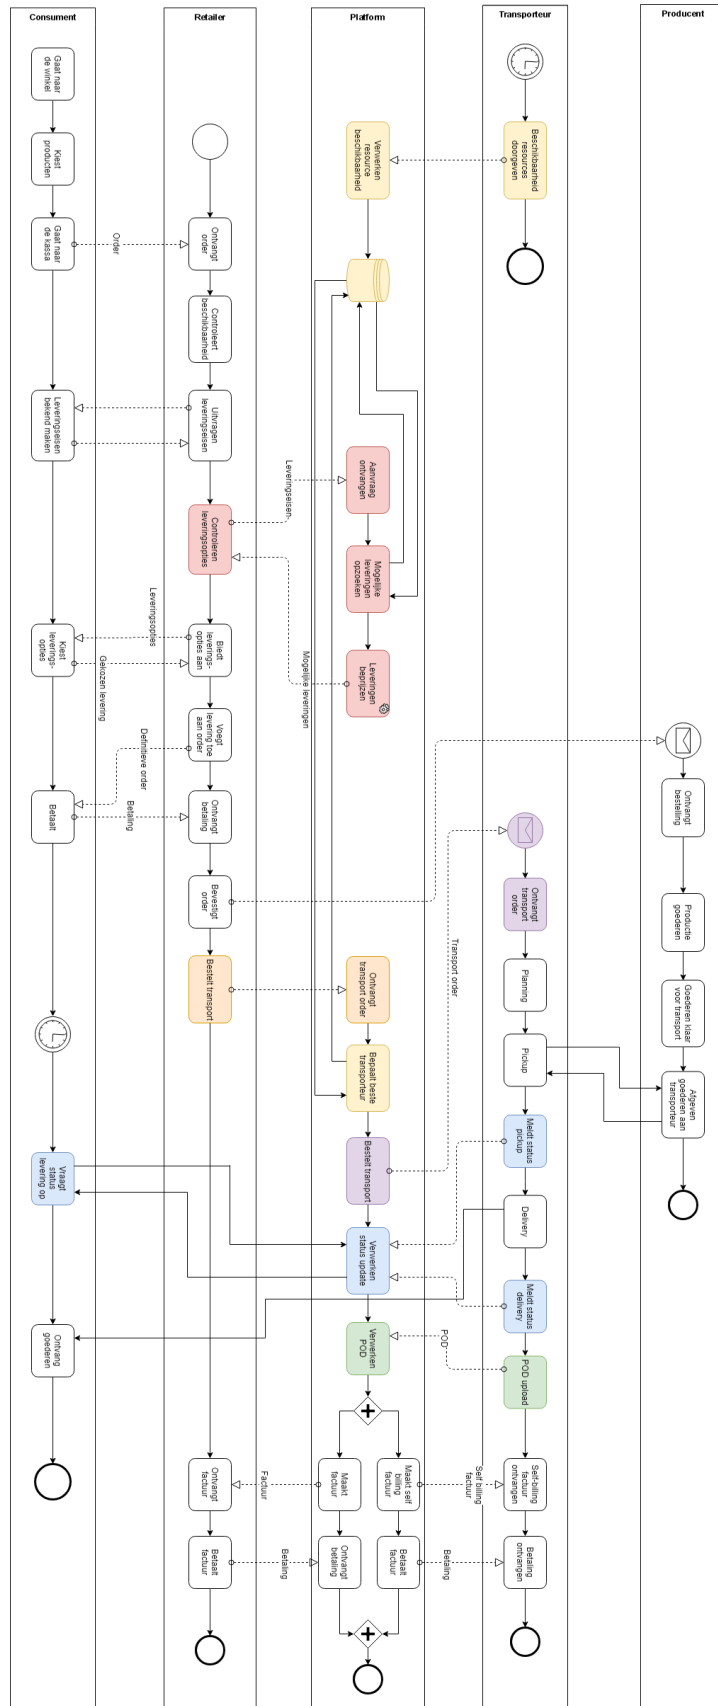 Consument
Retailer
Platform
Transporteur
Producent
Gaat naar
de winkel
Kiest
producten
Gaat naar
de kassa
Order
Leveringseisen
bekend maken
Kiest
leverings-
opties
Leveringsopties
Gekozen levering
Definitieve order
Betaalt
Betaling
Vraagt
status
levering op
Ontvang
goederen
Ontvangt
order
Controleert
beschikbaarheid
Uitvragen
leveringseisen
Controleren
leveringsopties
Leveringseisen
Mogelijke leveringen
Biedt
leverings-
opties aan
Voegt
levering toe
aan order
Ontvangt
betaling
Bevestigt
order
Bestelt transport
Ontvangt
factuur
Betaalt
factuur
Factuur
Betaling
Verwerken
resource
beschikbaarheid
Aanvraag
ontvangen
Mogelijke
leveringen
opzoeken
Leveringen
beprijzen
Ontvangt
transport order
Bepaalt beste
transporteur
Bestelt transport
Verwerken
status update
Verwerken
POD
Maakt
factuur
Ontvangt
betaling
Maakt self
billing
factuur
Betaalt
factuur
Transport order
POD
Self billing
factuur
Betaling
Beschikbaarheid
resources
doorgeven
Ontvangt
transport
order
Planning
Pickup
Meldt status
pickup
Delivery
Meldt status
delivery
POD upload
Self-billing
factuur
ontvangen
Betaling
ontvangen
Ontvangt
bestelling
Productie
goederen
Goederen klaar
voor transport
Afgeven
goederen aan
transporteur